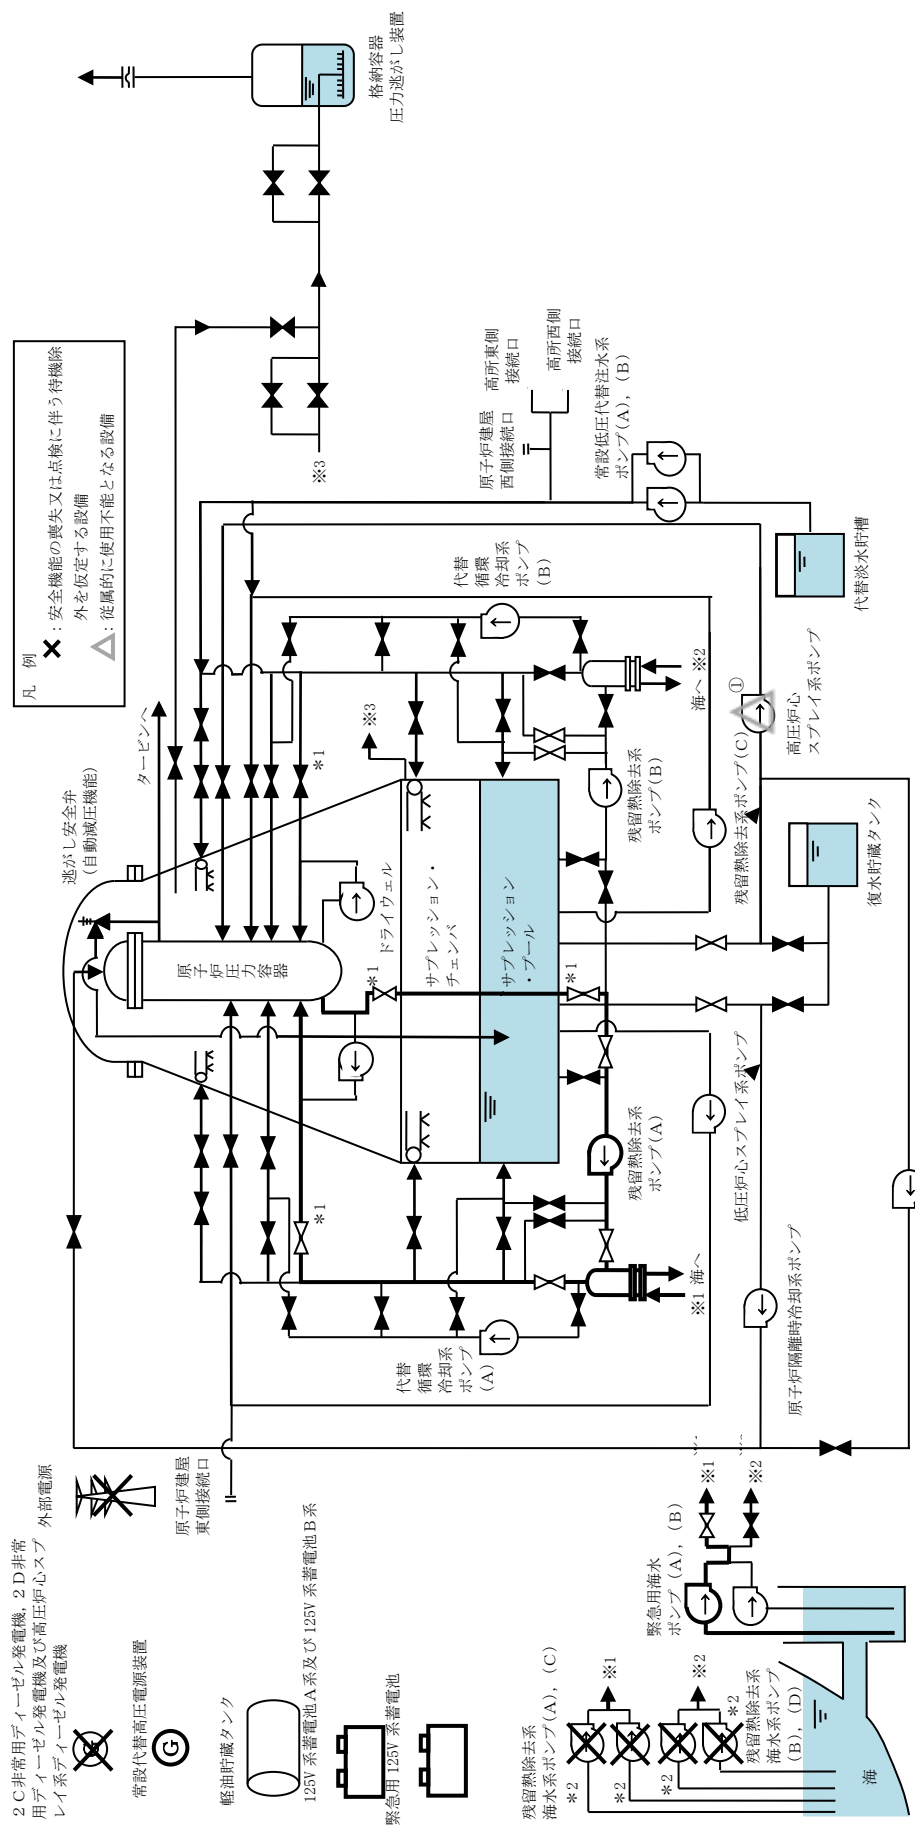 凡 例
✖：安全機能の喪失又は点検に伴う待機除
外を仮定する設備
△：従属的に使用不能となる設備
格納容器
圧力逃がし装置
※3
タービンへ
逃がし安全弁
(自動減圧機能)
原子炉建屋
西側接続口
高所東側
接続口
高所西側
接続口
常設低圧代替注水系
ポンプ(A), (B)
代替淡水貯槽
代替
循環
冷却系
ポンプ
(B)
※3
*1
海へ ※2
①
高圧炉心
スプレイ系ポンプ
残留熱除去系
ポンプ(B)
残留熱除去系ポンプ(C)
復水貯蔵タンク
原子炉圧力容器
ドライウェル
*1
サプレッション・
チェンバ
サプレッション
・プール
*1
*1
残留熱除去系
ポンプ(A)
低圧炉心スプレイ系ポンプ
※1 海へ
代替
循環
冷却系
ポンプ
(A)
原子炉隔離時冷却系ポンプ
外部電源
原子炉建屋
東側接続口
2C非常用ディーゼル発電機, 2D非常
用ディーゼル発電機及び高圧炉心スプ
レイ系ディーゼル発電機
G
常設代替高圧電源装置
G
軽油貯蔵タンク
125V 系蓄電池A系及び 125V 系蓄電池B系
緊急用 125V 系蓄電池
緊急用海水
ポンプ(A), (B)
※1
※2
残留熱除去系
海水系ポンプ(A), (C)
※1
*2
*2
※2
*2
*2
残留熱除去系
海水系ポンプ
(B), (D)
海